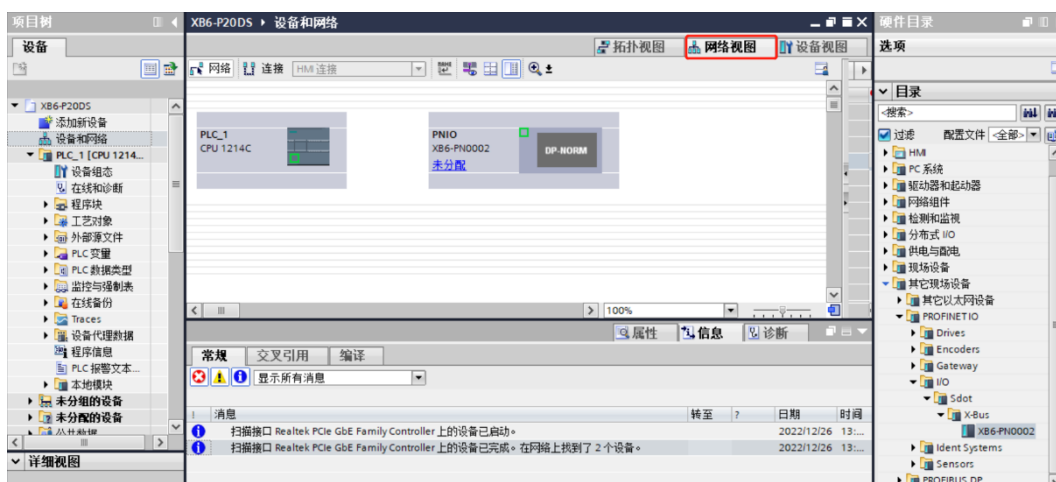 项目树
设备
XB6-P20DS
添加新设备
设备和网络
PLC_1 [CPU 1214...
设备组态
在线和诊断
程序块
工艺对象
外部源文件
PLC 变量
PLC 数据类型
监控与强制表
在线备份
Traces
设备代理数据
程序信息
PLC 报警文本...
本地模块
未分组的设备
未分配的设备
详细视图
XB6-P20DS ▸ 设备和网络
拓扑视图 网络视图 设备视图
网络 连接 HMI 连接
PLC_1
CPU 1214C
PNIO
XB6-PN0002
未分配
DP-NORM
100%
属性 信息 诊断
常规 交叉引用 编译
显示所有消息
! 消息 转至 ? 日期 时间
扫描接口 Realtek PCIe GbE Family Controller 上的设备已启动。 2022/12/26 13:...
扫描接口 Realtek PCIe GbE Family Controller 上的设备已完成。在网络上找到了 2 个设备。 2022/12/26 13:...
硬件目录
选项
目录
<搜索>
过滤 配置文件 <全部>
HMI
PC 系统
驱动器和起动器
网络组件
检测和监视
分布式 I/O
供电与配电
现场设备
其它现场设备
其它以太网设备
PROFINET IO
Drives
Encoders
Gateway
I/O
Sdot
X-Bus
XB6-PN0002
Ident Systems
Sensors
PROFIBUS DP